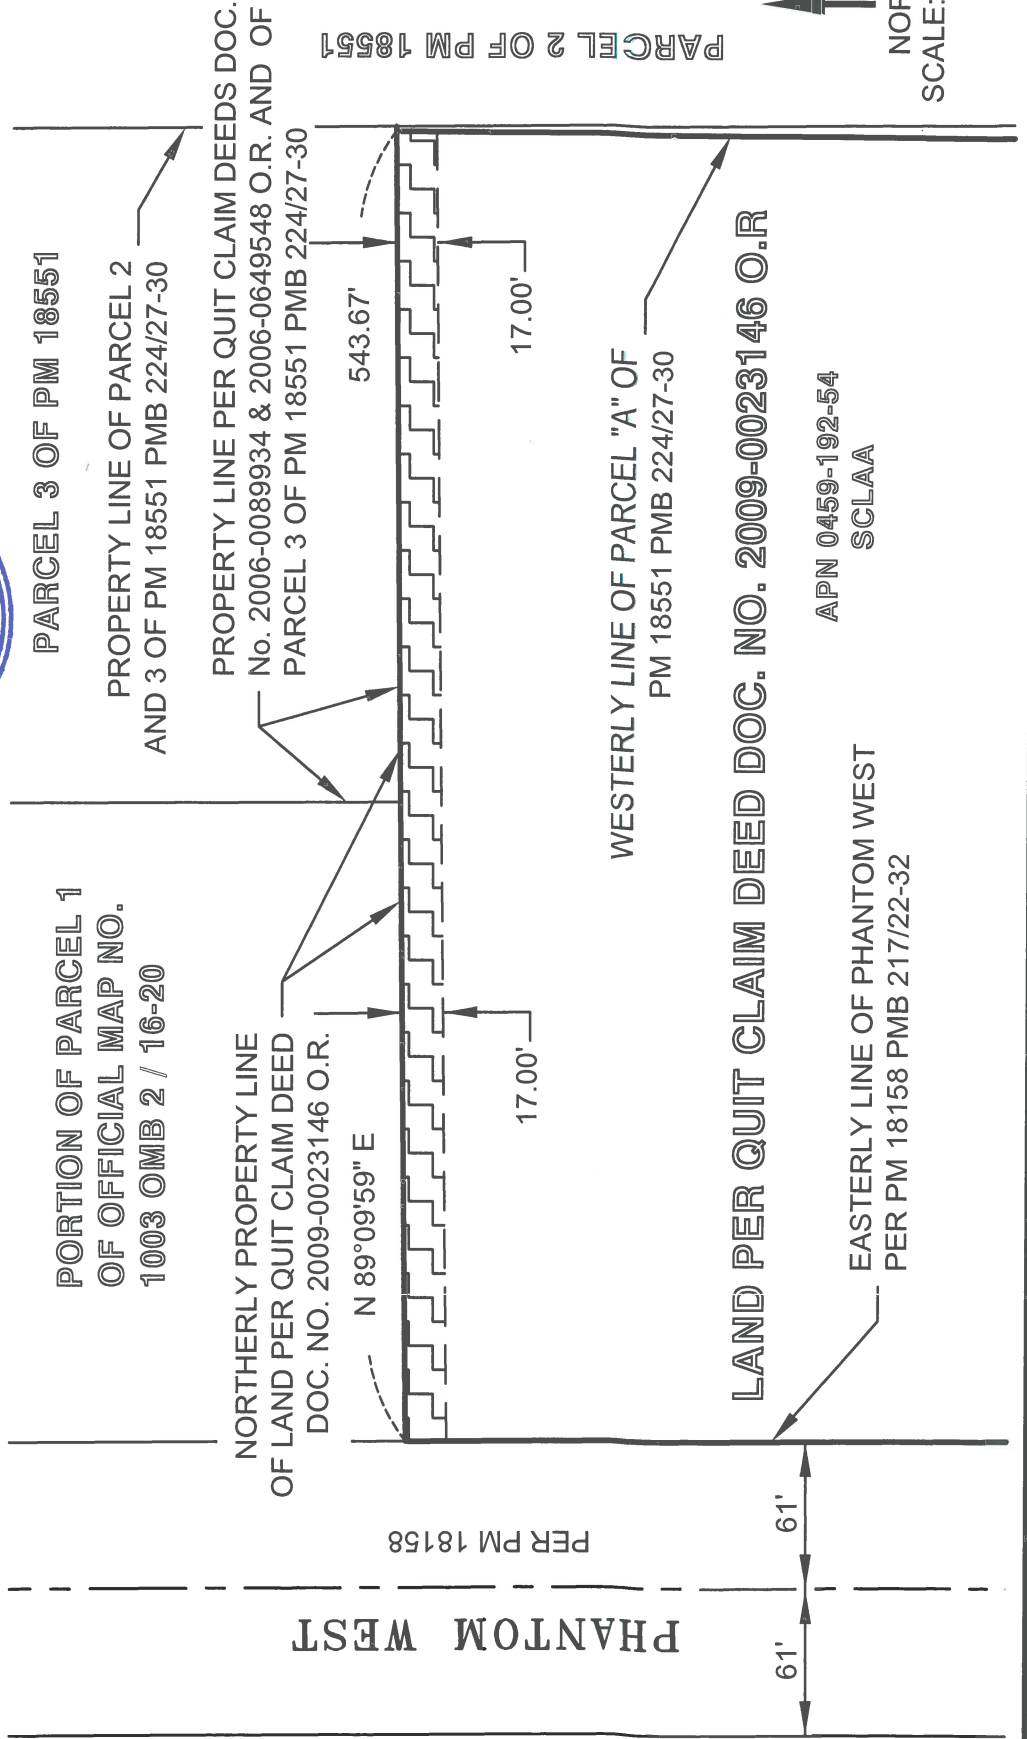 PORTION OF PARCEL 1
OF OFFICIAL MAP NO.
1003 OMB 2 / 16-20
PARCEL 3 OF PM 18551
PROPERTY LINE OF PARCEL 2
AND 3 OF PM 18551 PMB 224/27-30
PROPERTY LINE PER QUIT CLAIM DEEDS DOC.
No. 2006-0089934 & 2006-0649548 O.R. AND OF
PARCEL 3 OF PM 18551 PMB 224/27-30
NORTHERLY PROPERTY LINE
OF LAND PER QUIT CLAIM DEED
DOC. NO. 2009-0023146 O.R.
N 89°09'59" E
543.67'
17.00'
17.00'
PARCEL 2 OF PM 18551
PER PM 18158
PHANTOM WEST
WESTERLY LINE OF PARCEL "A" OF
PM 18551 PMB 224/27-30
LAND PER QUIT CLAIM DEED DOC. NO. 2009-0023146 O.R
APN 0459-192-54
SCLAA
EASTERLY LINE OF PHANTOM WEST
PER PM 18158 PMB 217/22-32
61'
61'
SCALE: